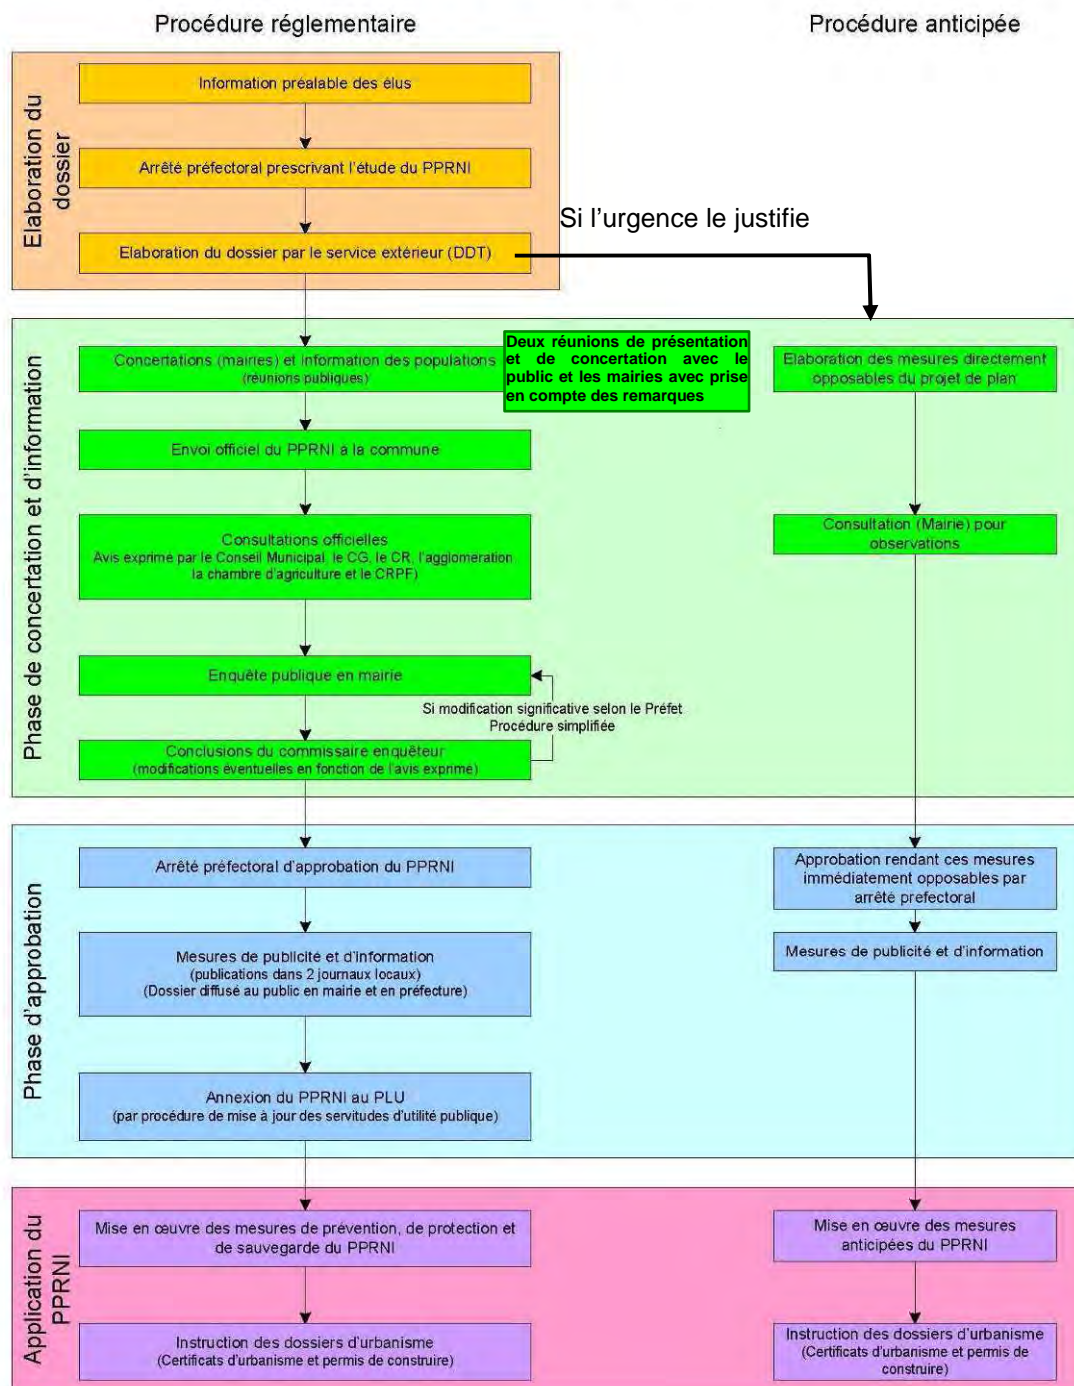 Procédure réglementaire
Procédure anticipée
Elaboration du
dossier
Information préalable des élus
Arrêté préfectoral prescrivant l'étude du PPRNI
Elaboration du dossier par le service extérieur (DDT)
Si l'urgence le justifie
Phase de concertation et d'information
Concertations (mairies) et information des populations
(réunions publiques)
Deux réunions de présentation
et de concertation avec le
public et les mairies avec prise
en compte des remarques
Elaboration des mesures directement
opposables du projet de plan
Envoi officiel du PPRNI à la commune
Consultations officielles
Avis exprimé par le Conseil Municipal, le CG, le CR, l'agglomeration
la chambre d'agriculture et le CRPF)
Consultation (Mairie) pour
observations
Enquête publique en mairie
Si modification significative selon le Préfet
Procédure simplifiée
Conclusions du commissaire enquêteur
(modifications éventuelles en fonction de l'avis exprimé)
Phase d'approbation
Arrêté préfectoral d'approbation du PPRNI
Approbation rendant ces mesures
immédiatement opposables par
arrêté prefectoral
Mesures de publicité et d'information
(publications dans 2 journaux locaux)
(Dossier diffusé au public en mairie et en préfecture)
Mesures de publicité et d'information
Annexion du PPRNI au PLU
(par procédure de mise à jour des servitudes d'utilité publique)
Application du
PPRNI
Mise en œuvre des mesures de prévention, de protection et
de sauvegarde du PPRNI
Mise en œuvre des mesures
anticipées du PPRNI
Instruction des dossiers d'urbanisme
(Certificats d'urbanisme et permis de construire)
Instruction des dossiers d'urbanisme
(Certificats d'urbanisme et permis de
construire)